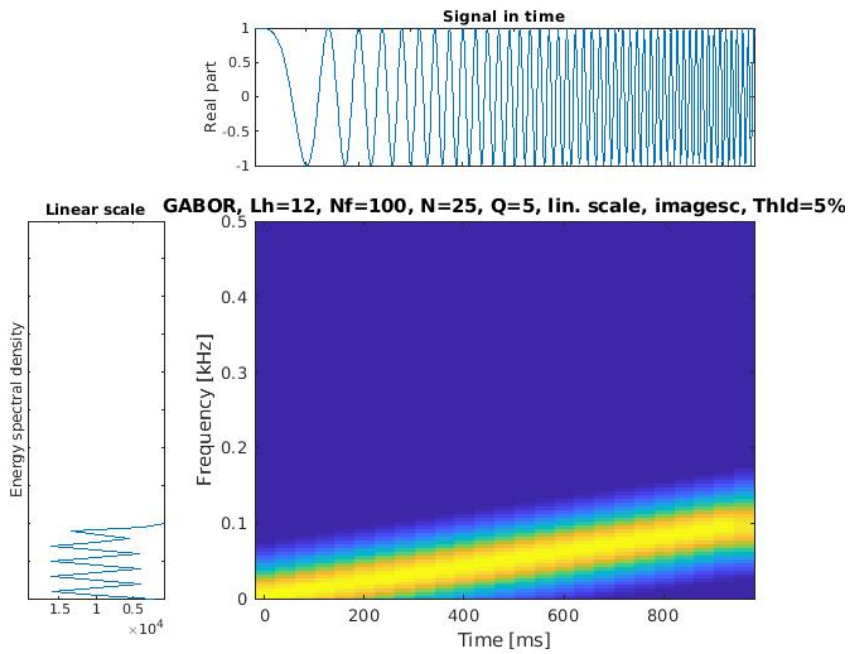 Signal in time
Real part
1
0.5
0
-0.5
-1
Linear scale
GABOR, Lh=12, Nf=100, N=25, Q=5, lin. scale, imagesc, Thld=5%
Energy spectral density
1.5 1 0.5
×10⁴
Frequency [kHz]
0.5
0.4
0.3
0.2
0.1
0
0 200 400 600 800
Time [ms]